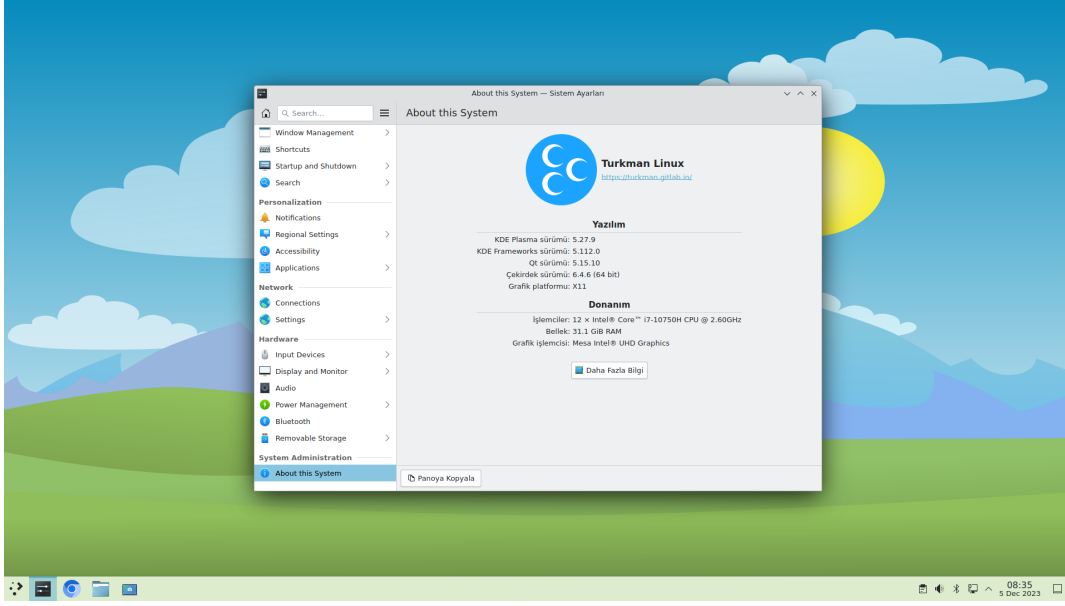 About this System — Sistem Ayarları
Search...
About this System
Window Management
Shortcuts
Startup and Shutdown
Search
Personalization
Notifications
Regional Settings
Accessibility
Applications
Network
Connections
Settings
Hardware
Input Devices
Display and Monitor
Audio
Power Management
Bluetooth
Removable Storage
System Administration
About this System
Turkman Linux
https://turkman.gitlab.io/
Yazılım
KDE Plasma sürümü: 5.27.9
KDE Frameworks sürümü: 5.112.0
Qt sürümü: 5.15.10
Çekirdek sürümü: 6.4.6 (64 bit)
Grafik platformu: X11
Donanım
İşlemciler: 12 × Intel® Core™ i7-10750H CPU @ 2.60GHz
Bellek: 31.1 GiB RAM
Grafik işlemcisi: Mesa Intel® UHD Graphics
Daha Fazla Bilgi
Panoya Kopyala
08:35
5 Dec 2023